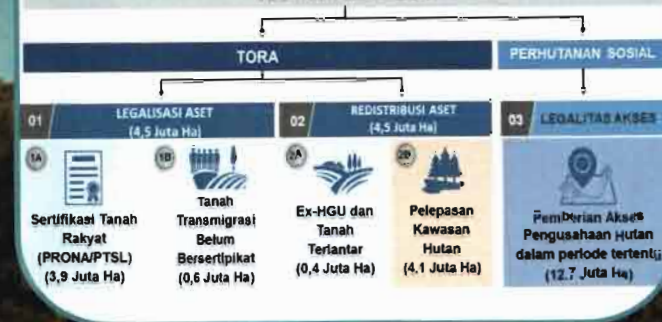 TORA
PERHUTANAN SOSIAL
01
LEGALISASI ASET
(4,5 Juta Ha)
02
REDISTRIBUSI ASET
(4,5 Juta Ha)
03
LEGALITAS AKSES
1A
Sertifikasi Tanah
Rakyat
(PRONA/PTSL)
(3,9 Juta Ha)
1B
Tanah
Transmigrasi
Belum
Bersertipikat
(0,6 Juta Ha)
2A
Ex-HGU dan
Tanah
Terlantar
(0,4 Juta Ha)
2B
Pelepasan
Kawasan
Hutan
(4,1 Juta Ha)
Pemberian Akses
Pengusahaan Hutan
dalam periode tertentu
(12.7 Juta Ha)